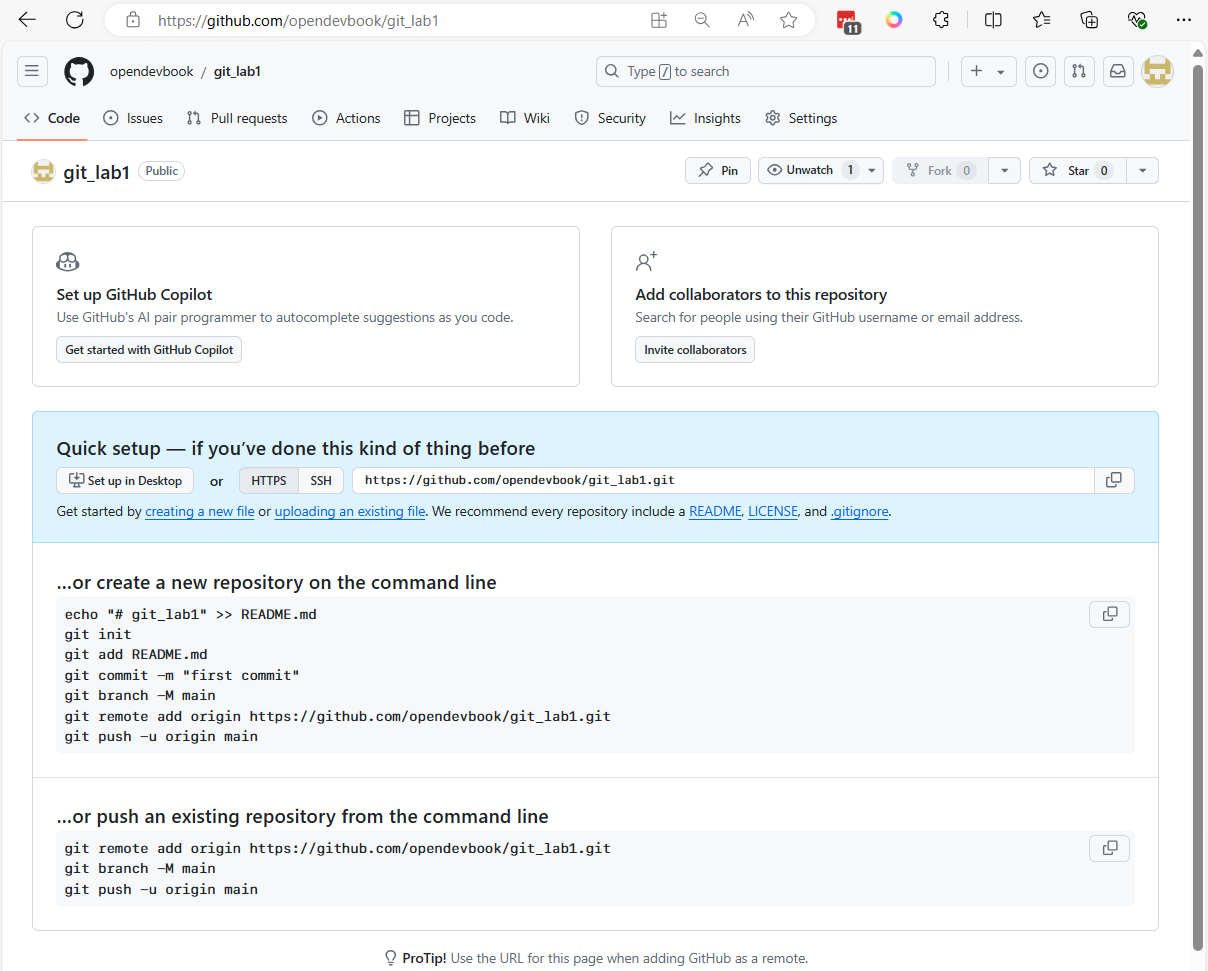 https://github.com/opendevbook/git_lab1
11
opendevbook / git_lab1
Type / to search
Code Issues Pull requests Actions Projects Wiki Security Insights Settings
git_lab1 Public
Pin Unwatch 1 Fork 0 Star 0
Set up GitHub Copilot
Use GitHub's AI pair programmer to autocomplete suggestions as you code.
Get started with GitHub Copilot
Add collaborators to this repository
Search for people using their GitHub username or email address.
Invite collaborators
Quick setup — if you’ve done this kind of thing before
Set up in Desktop or HTTPS SSH https://github.com/opendevbook/git_lab1.git
Get started by creating a new file or uploading an existing file. We recommend every repository include a README, LICENSE, and .gitignore.
…or create a new repository on the command line
echo "# git_lab1" >> README.md
git init
git add README.md
git commit -m "first commit"
git branch -M main
git remote add origin https://github.com/opendevbook/git_lab1.git
git push -u origin main
…or push an existing repository from the command line
git remote add origin https://github.com/opendevbook/git_lab1.git
git branch -M main
git push -u origin main
ProTip! Use the URL for this page when adding GitHub as a remote.